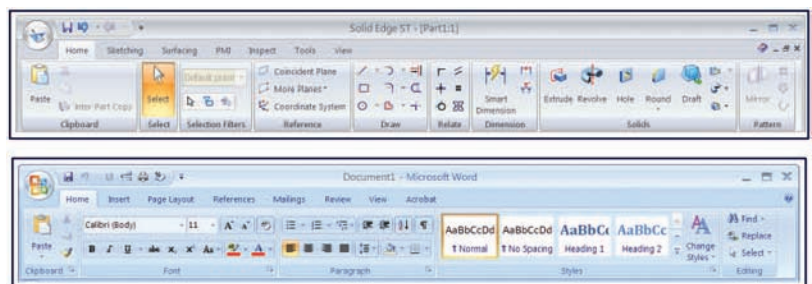 Solid Edge ST - [Part1:1]
Home Sketching Surfacing PMI Inspect Tools View
Coincident Plane
More Planes
Coordinate System
Paste
Inter-Part Copy
Select
Smart
Dimension
Extrude Revolve Hole Round Draft
Mirror
Clipboard Select Selection Filters Reference Draw Relate Dimension Solids Pattern
Document1 - Microsoft Word
Home Insert Page Layout References Mailings Review View Acrobat
Calibri (Body) 11
Paste
B I U abc x, x² Aa A
AaBbCcDd AaBbCcDd AaBbCc AaBbCc
¶ Normal ¶ No Spacing Heading 1 Heading 2
Change
Styles
Find
Replace
Select
Clipboard Font Paragraph Styles Editing